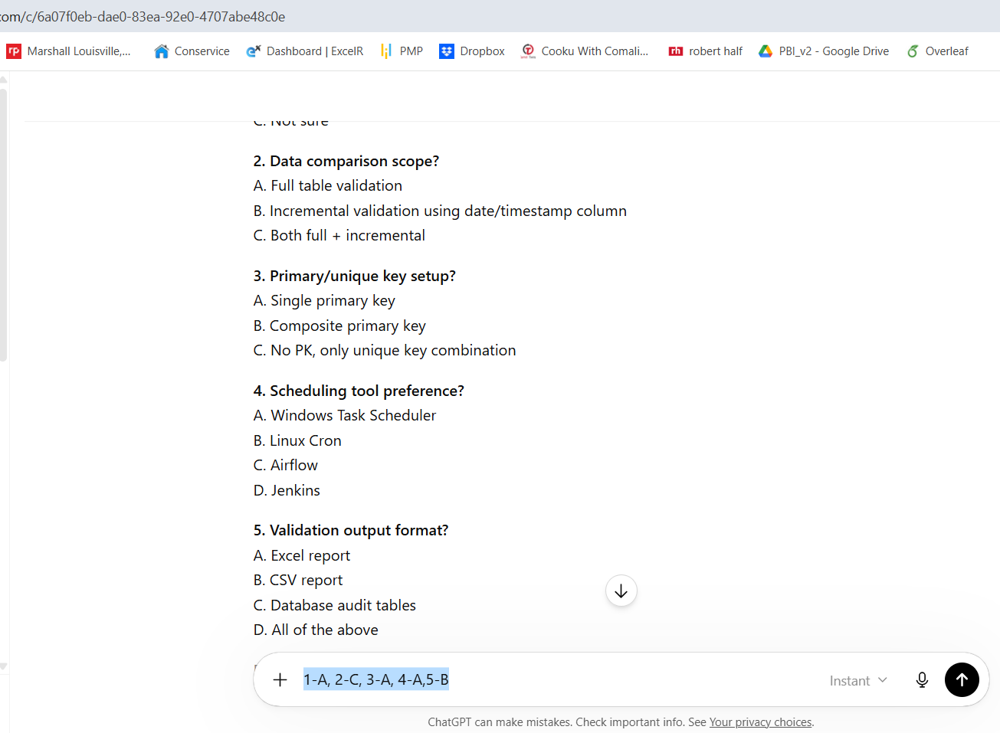 com/c/6a07f0eb-dae0-83ea-92e0-4707abe48c0e
rp Marshall Louisville,... Conservice Dashboard | ExcelR PMP Dropbox Cooku With Comali... rh robert half PBI_v2 - Google Drive Overleaf
C. Not sure
2. Data comparison scope?
A. Full table validation
B. Incremental validation using date/timestamp column
C. Both full + incremental
3. Primary/unique key setup?
A. Single primary key
B. Composite primary key
C. No PK, only unique key combination
4. Scheduling tool preference?
A. Windows Task Scheduler
B. Linux Cron
C. Airflow
D. Jenkins
5. Validation output format?
A. Excel report
B. CSV report
C. Database audit tables
D. All of the above
1-A, 2-C, 3-A, 4-A,5-B
Instant
ChatGPT can make mistakes. Check important info. See Your privacy choices.